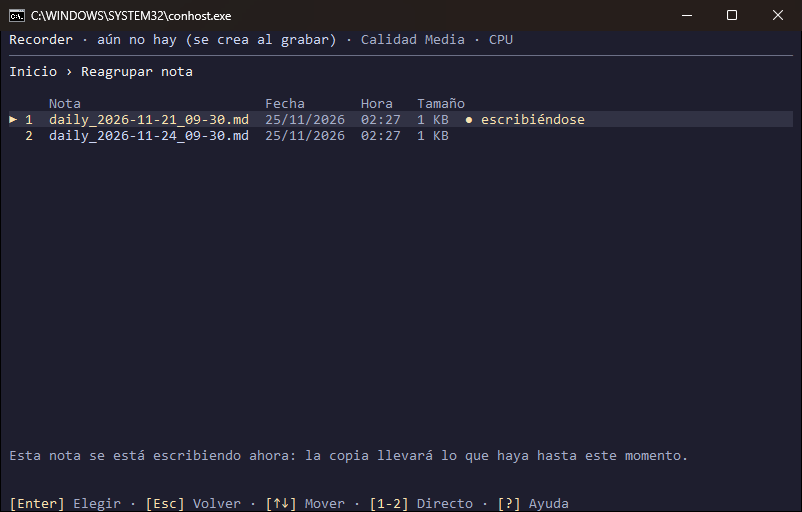 C:\WINDOWS\SYSTEM32\conhost.exe
Recorder · aún no hay (se crea al grabar) · Calidad Media · CPU
Inicio › Reagrupar nota
Nota Fecha Hora Tamaño
► 1 daily_2026-11-21_09-30.md 25/11/2026 02:27 1 KB ● escribiéndose
2 daily_2026-11-24_09-30.md 25/11/2026 02:27 1 KB
Esta nota se está escribiendo ahora: la copia llevará lo que haya hasta este momento.
[Enter] Elegir · [Esc] Volver · [↑↓] Mover · [1-2] Directo · [?] Ayuda